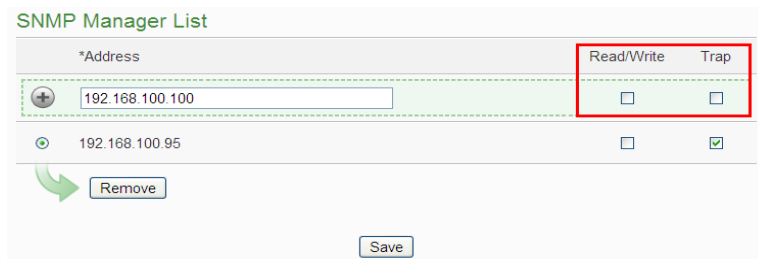 SNMP Manager List
*Address Read/Write Trap
192.168.100.100
192.168.100.95
Remove
Save